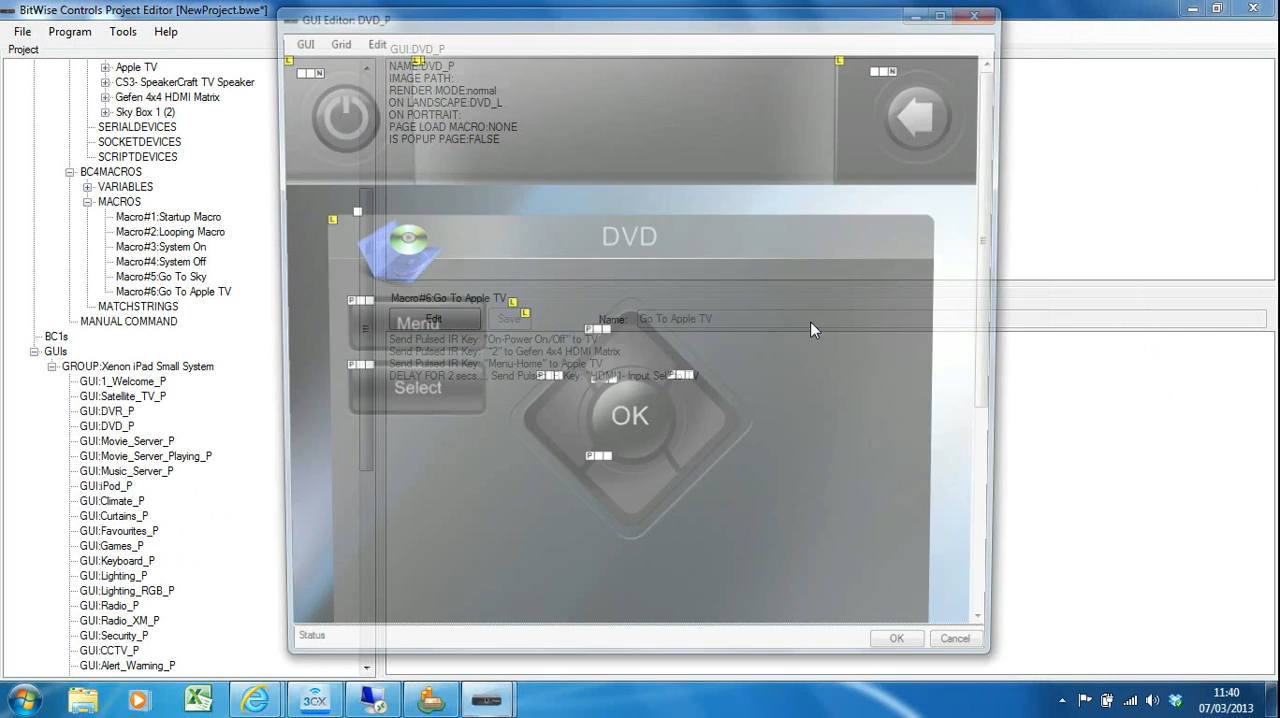 BitWise Controls Project Editor [NewProject.bwe*]
File Program Tools Help
Project
Apple TV
CS3- SpeakerCraft TV Speaker
Gefen 4x4 HDMI Matrix
Sky Box 1 (2)
SERIALDEVICES
SOCKETDEVICES
SCRIPTDEVICES
BC4MACROS
VARIABLES
MACROS
Macro#1:Startup Macro
Macro#2:Looping Macro
Macro#3:System On
Macro#4:System Off
Macro#5:Go To Sky
Macro#6:Go To Apple TV
MATCHSTRINGS
MANUAL COMMAND
BC1s
GUIs
GROUP:Xenon iPad Small System
GUI:1_Welcome_P
GUI:Satellite_TV_P
GUI:DVR_P
GUI:DVD_P
GUI:Movie_Server_P
GUI:Movie_Server_Playing_P
GUI:Music_Server_P
GUI:iPod_P
GUI:Climate_P
GUI:Curtains_P
GUI:Favourites_P
GUI:Games_P
GUI:Keyboard_P
GUI:Lighting_P
GUI:Lighting_RGB_P
GUI:Radio_P
GUI:Radio_XM_P
GUI:Security_P
GUI:CCTV_P
GUI:Alert_Warning_P
GUI Editor: DVD_P
GUI Grid Edit
GUI:DVD_P
NAME:DVD_P
IMAGE PATH:
RENDER MODE:normal
ON LANDSCAPE:DVD_L
ON PORTRAIT:
PAGE LOAD MACRO:NONE
IS POPUP PAGE:FALSE
L
L
L
N
N
L
DVD
P
Macro#6:Go To Apple TV
L
L
Edit
Save
Name:
Go To Apple TV
Menu
P
Send Pulsed IR Key: "On-Power On/Off" to TV
Send Pulsed IR Key: "2" to Gefen 4x4 HDMI Matrix
Send Pulsed IR Key: "Menu-Home" to Apple TV
P
DELAY FOR 2 secs....
P
Select
OK
P
Status
OK
Cancel
3CX
11:40
07/03/2013